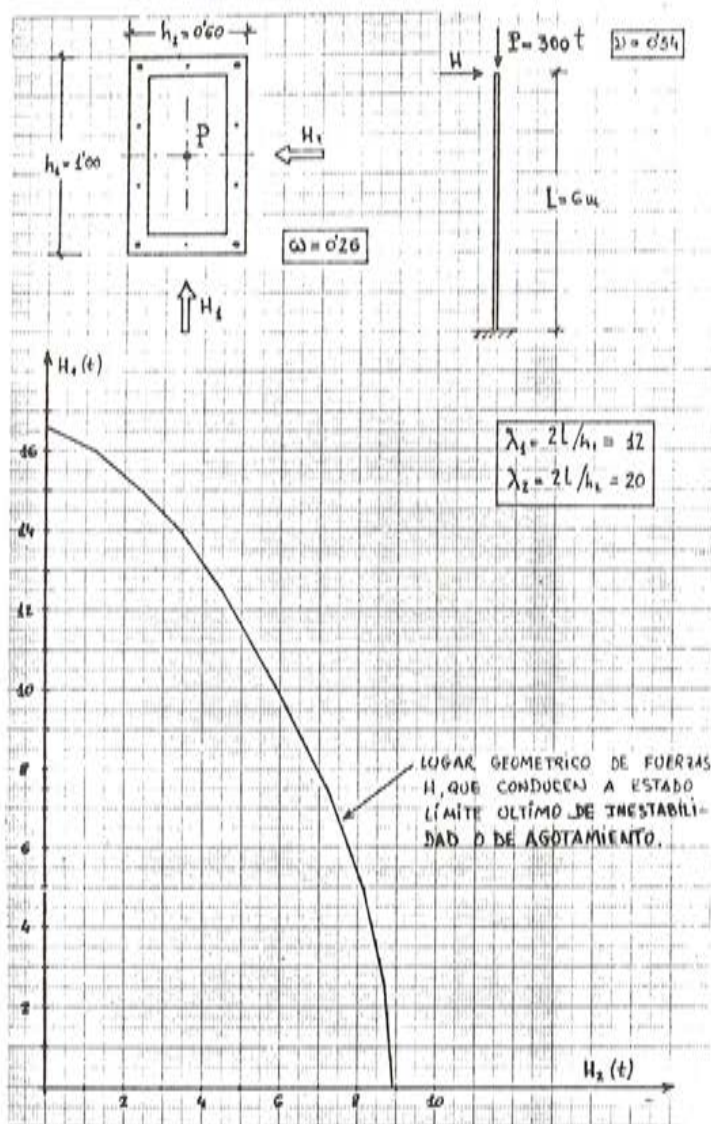 h₂ = 0'60
h₁ = 1'00
P
H₂
H₁
ω = 0'26
H
P = 300 t
ν = 0'54
L = 6 m
H₁ (t)
λ₁ = 2l/h₁ = 12
λ₂ = 2l/h₂ = 20
16
14
12
10
8
6
4
2
LUGAR GEOMETRICO DE FUERZAS
H, QUE CONDUCEN A ESTADO
LÍMITE ULTIMO DE INESTABILI-
DAD O DE AGOTAMIENTO.
H₂ (t)
2
4
6
8
10